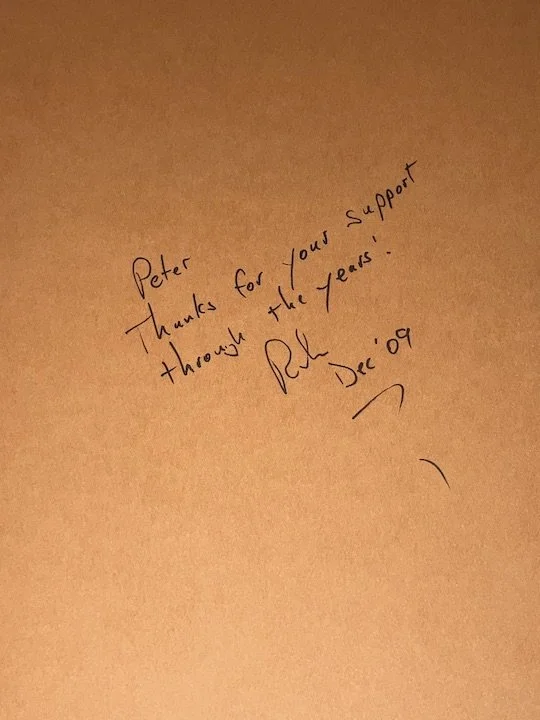 Peter
Thanks for your support
through the years!
Dec '09